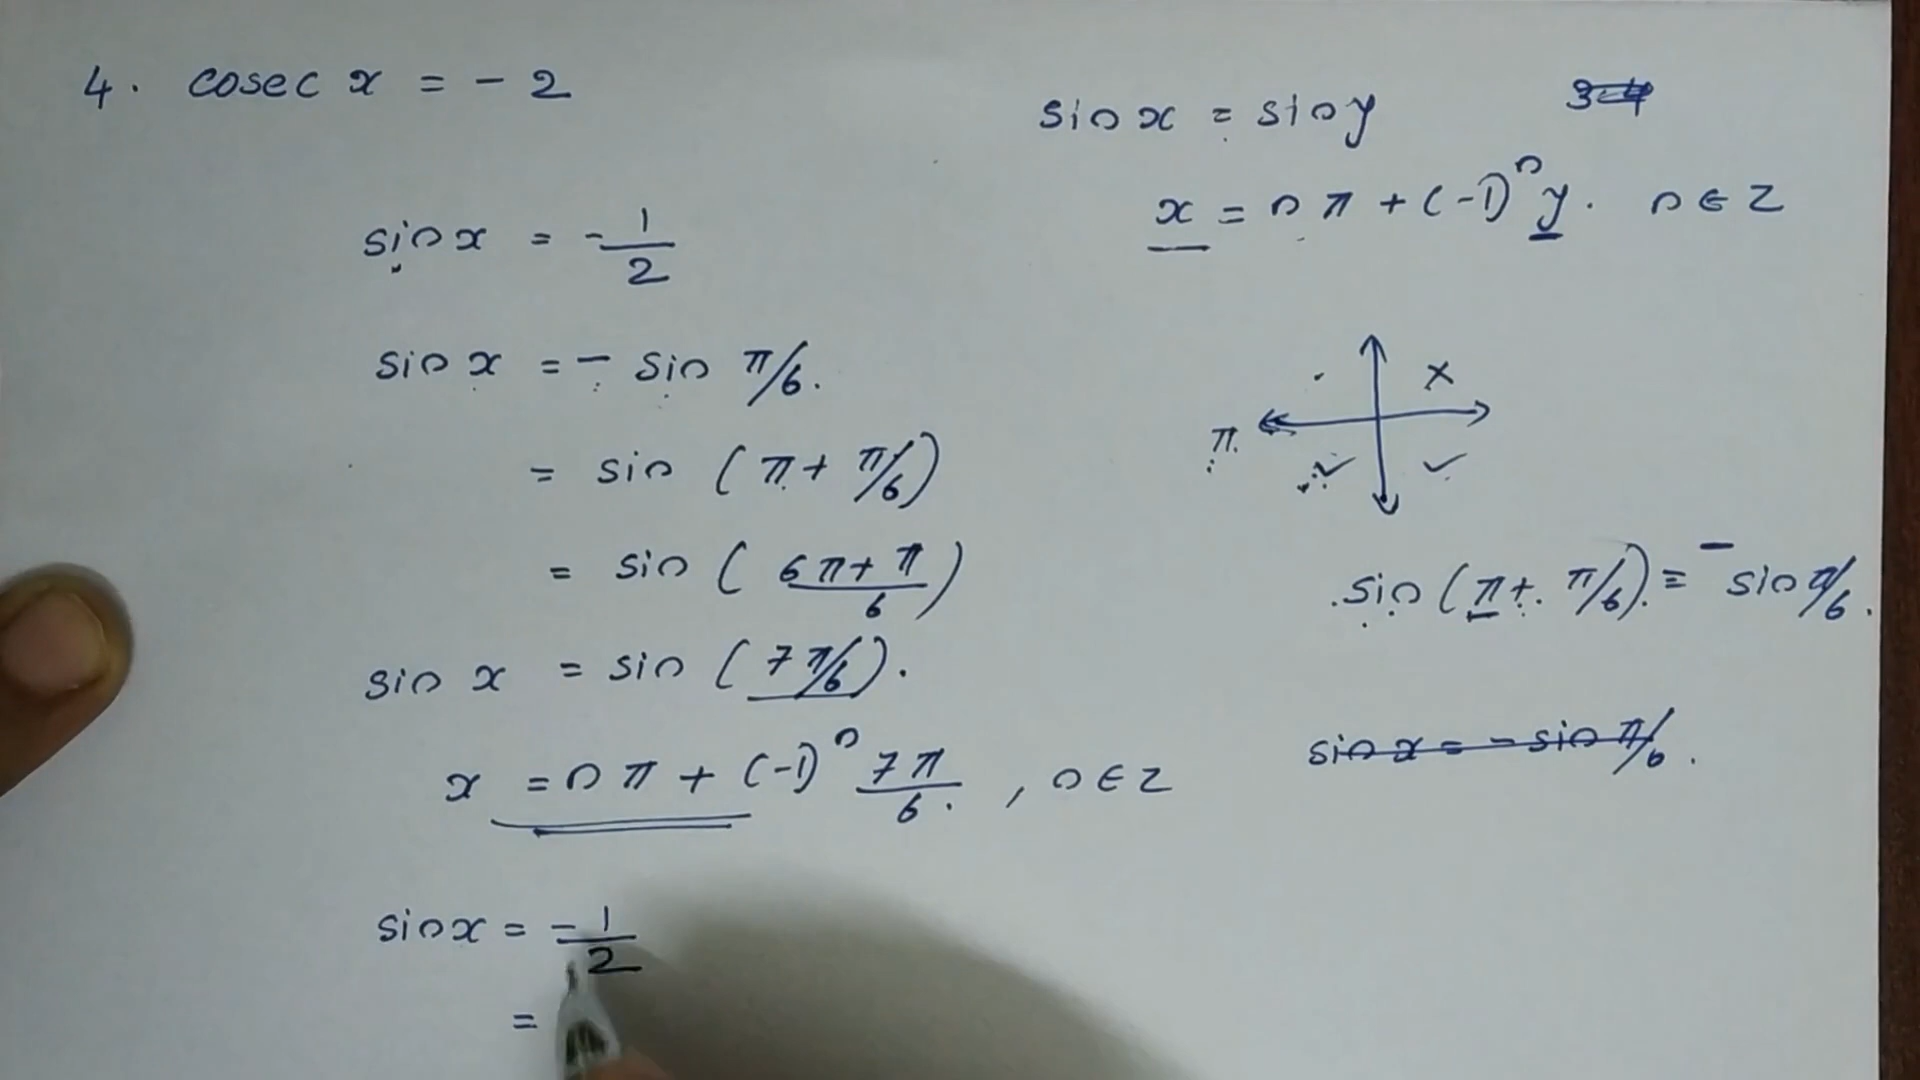 4. cosec x = - 2
sin x = - 1/2
sin x = - sin π/6.
= sin (π + π/6)
= sin (6π + π / 6)
sin x = sin (7π/6).
x = nπ + (-1)ⁿ 7π/6. , n ∈ Z
sin x = - 1/2
=
sin x = sin y
x = nπ + (-1)ⁿ y. n ∈ Z
π
sin (π + π/6) = - sin π/6.
sin x = - sin π/6.